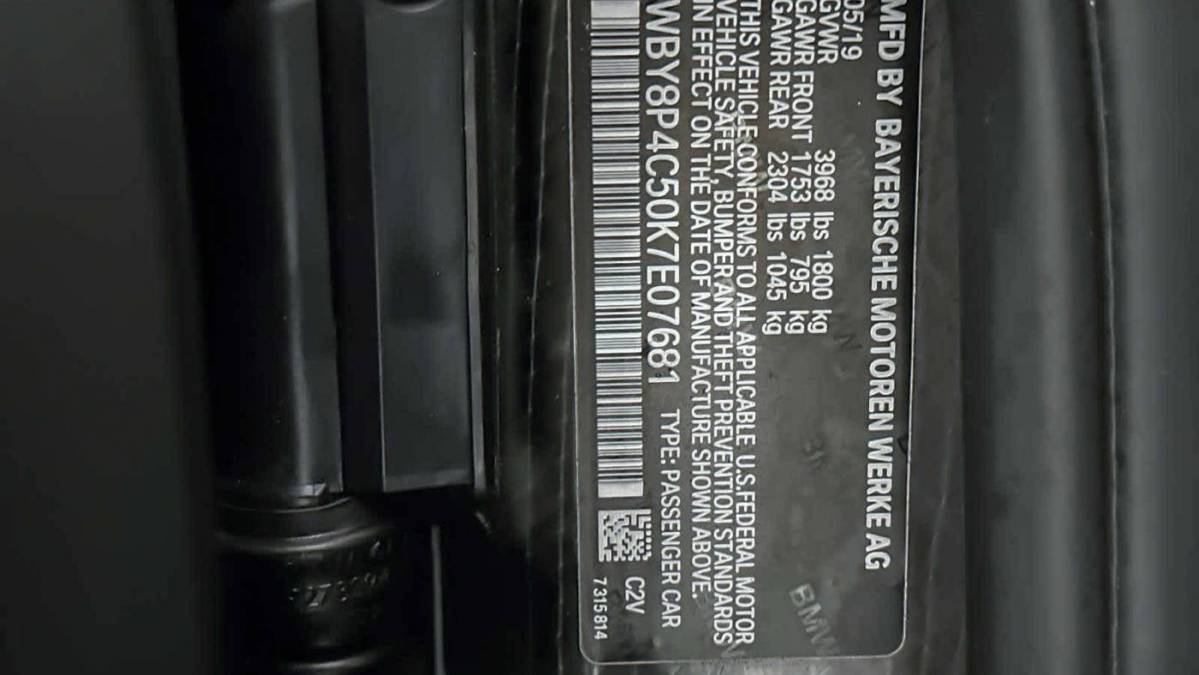 MFD BY BAYERISCHE MOTOREN WERKE AG
05/19
GVWR 3968 lbs 1800 kg
GAWR FRONT 1753 lbs 795 kg
GAWR REAR 2304 lbs 1045 kg
THIS VEHICLE CONFORMS TO ALL APPLICABLE U.S.FEDERAL MOTOR
VEHICLE SAFETY, BUMPER AND THEFT PREVENTION STANDARDS
IN EFFECT ON THE DATE OF MANUFACTURE SHOWN ABOVE.
WBY8P4C50K7E07681 TYPE: PASSENGER CAR
C2V
7315814
BMW